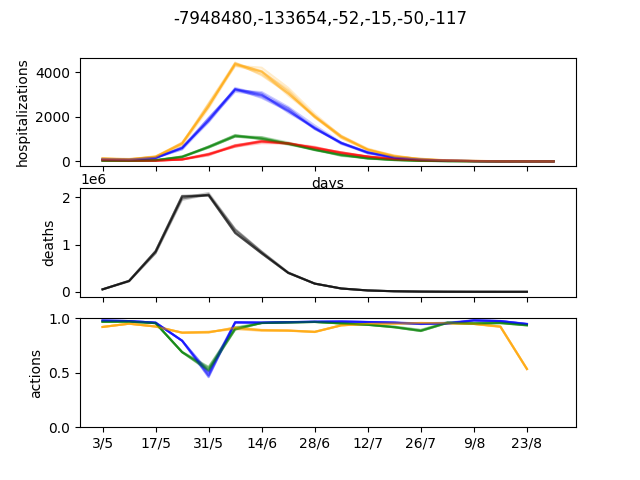 -7948480,-133654,-52,-15,-50,-117
hospitalizations
4000
2000
0
days
1e6
deaths
2
1
0
actions
1.0
0.5
0.0
3/5 17/5 31/5 14/6 28/6 12/7 26/7 9/8 23/8